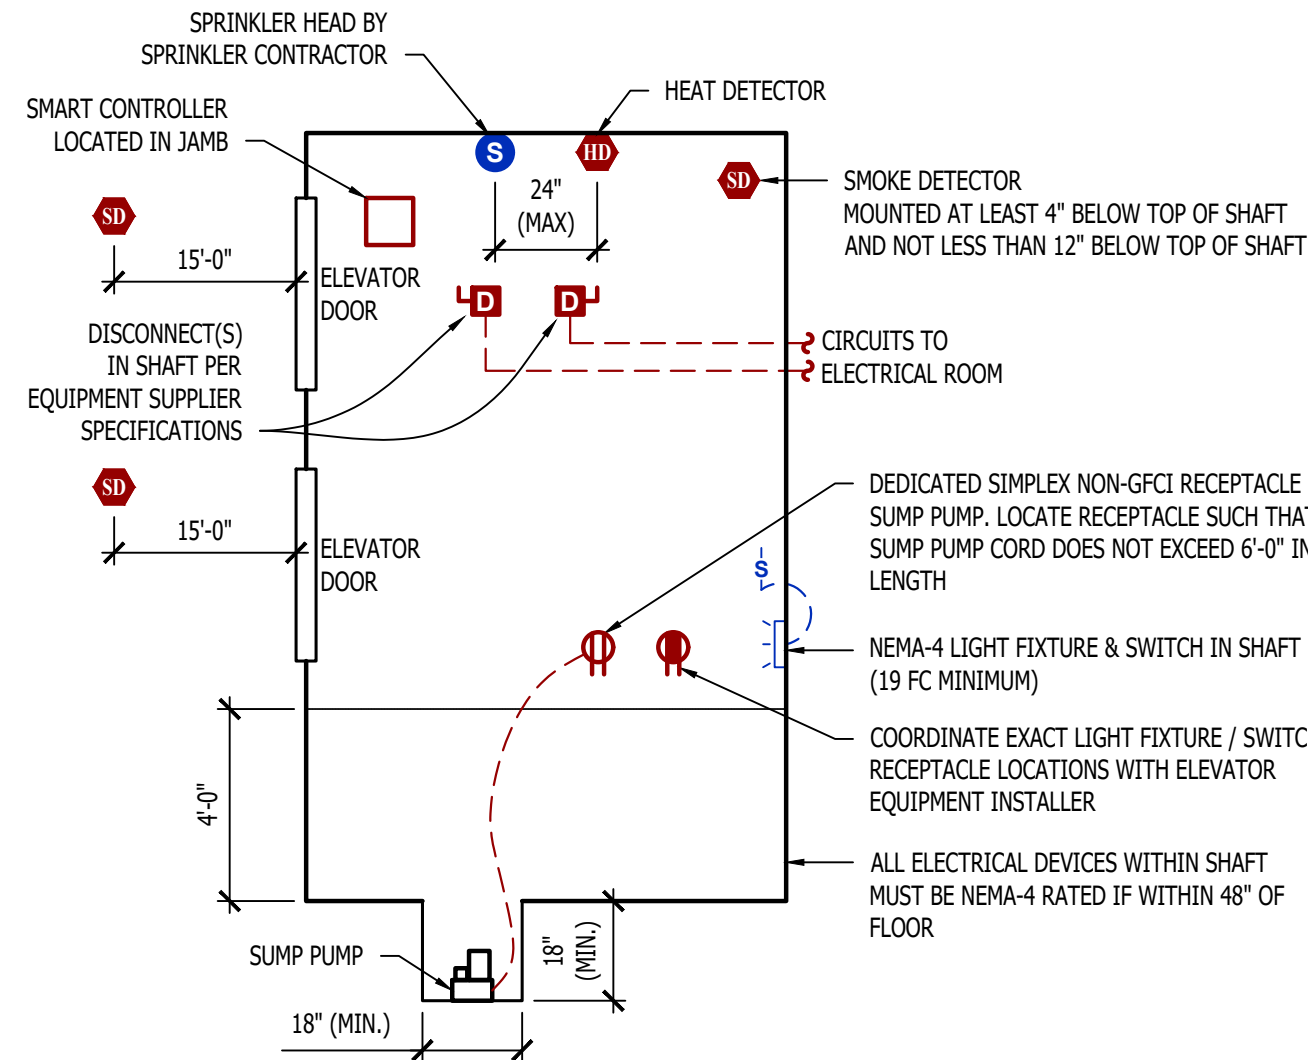 SPRINKLER HEAD BY
SPRINKLER CONTRACTOR
HEAT DETECTOR
SMART CONTROLLER
LOCATED IN JAMB
S
HD
SD
SMOKE DETECTOR
MOUNTED AT LEAST 4" BELOW TOP OF SHAFT
AND NOT LESS THAN 12" BELOW TOP OF SHAFT
24"
(MAX)
SD
15'-0"
ELEVATOR
DOOR
D
D
DISCONNECT(S)
IN SHAFT PER
EQUIPMENT SUPPLIER
SPECIFICATIONS
CIRCUITS TO
ELECTRICAL ROOM
SD
15'-0"
ELEVATOR
DOOR
DEDICATED SIMPLEX NON-GFCI RECEPTACLE
SUMP PUMP. LOCATE RECEPTACLE SUCH THAT
SUMP PUMP CORD DOES NOT EXCEED 6'-0" IN
LENGTH
S
NEMA-4 LIGHT FIXTURE & SWITCH IN SHAFT
(19 FC MINIMUM)
COORDINATE EXACT LIGHT FIXTURE / SWITC
RECEPTACLE LOCATIONS WITH ELEVATOR
EQUIPMENT INSTALLER
4'-0"
ALL ELECTRICAL DEVICES WITHIN SHAFT
MUST BE NEMA-4 RATED IF WITHIN 48" OF
FLOOR
SUMP PUMP
18"
(MIN.)
18" (MIN.)